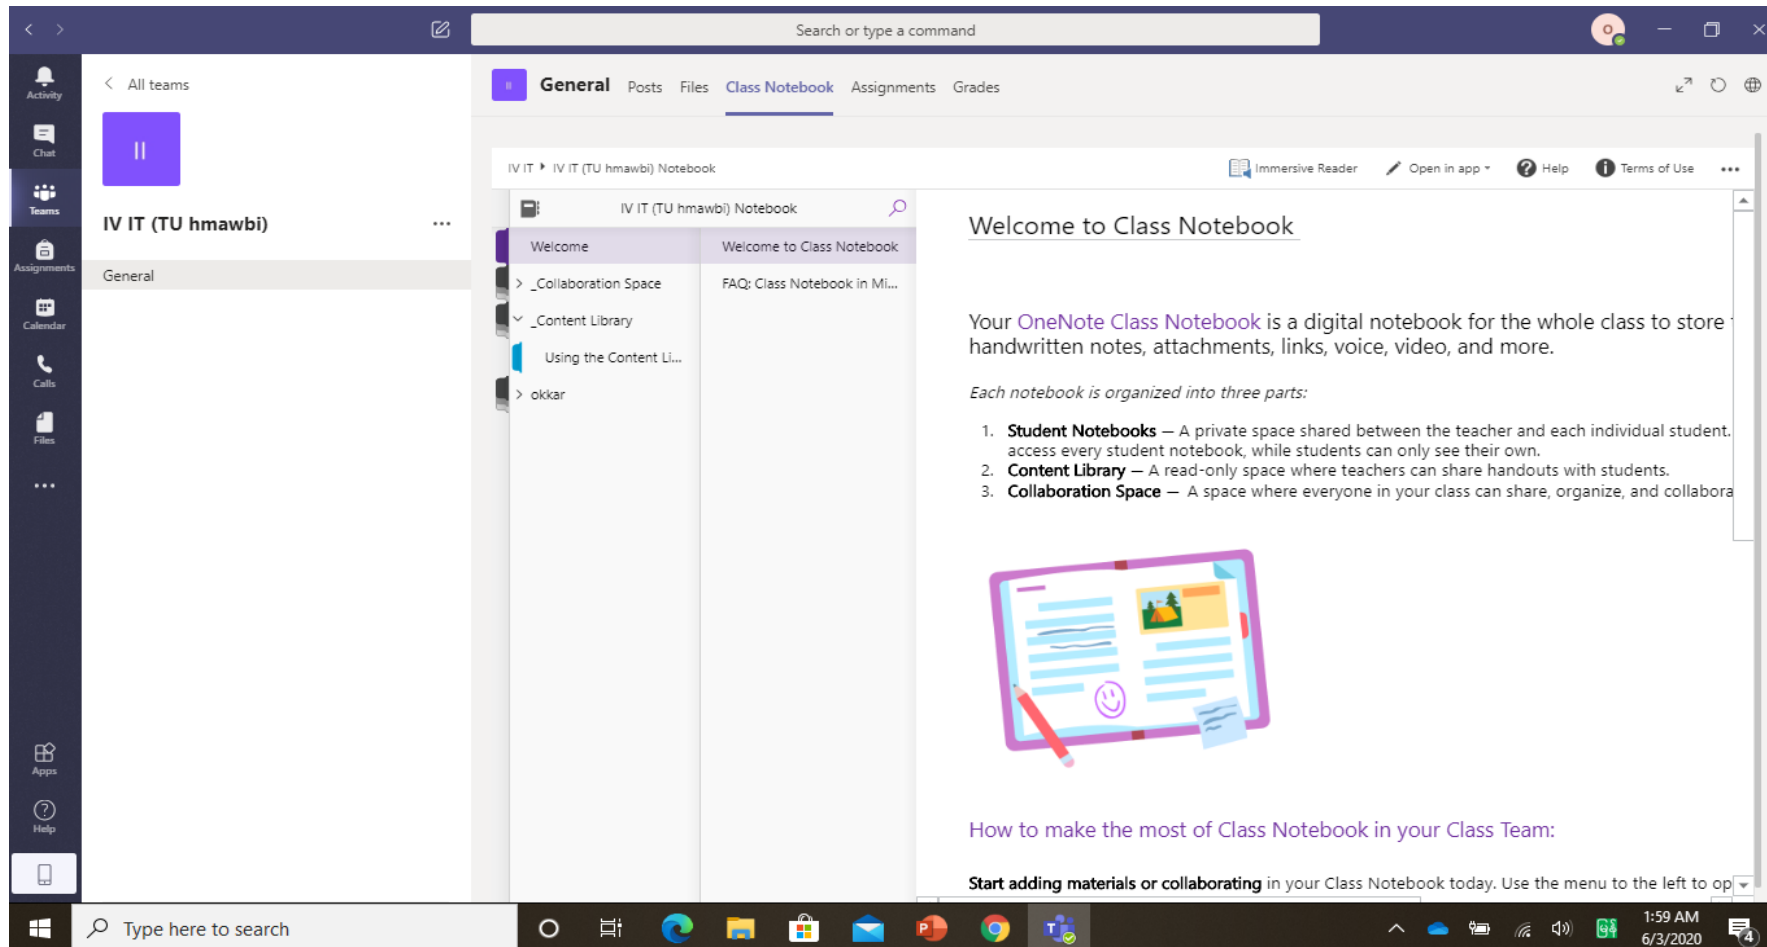 Search or type a command
O
Activity
Chat
Teams
Assignments
Calendar
Calls
Files
Apps
Help
All teams
II
IV IT (TU hmawbi)
General
II
General Posts Files Class Notebook Assignments Grades
IV IT IV IT (TU hmawbi) Notebook
Immersive Reader Open in app Help Terms of Use
IV IT (TU hmawbi) Notebook
Welcome
_Collaboration Space
_Content Library
Using the Content Li...
okkar
Welcome to Class Notebook
FAQ: Class Notebook in Mi...
Welcome to Class Notebook
Your OneNote Class Notebook is a digital notebook for the whole class to store
handwritten notes, attachments, links, voice, video, and more.
Each notebook is organized into three parts:
1. Student Notebooks — A private space shared between the teacher and each individual student.
access every student notebook, while students can only see their own.
2. Content Library — A read-only space where teachers can share handouts with students.
3. Collaboration Space — A space where everyone in your class can share, organize, and collabora
How to make the most of Class Notebook in your Class Team:
Start adding materials or collaborating in your Class Notebook today. Use the menu to the left to op
Type here to search
1:59 AM
6/3/2020
4